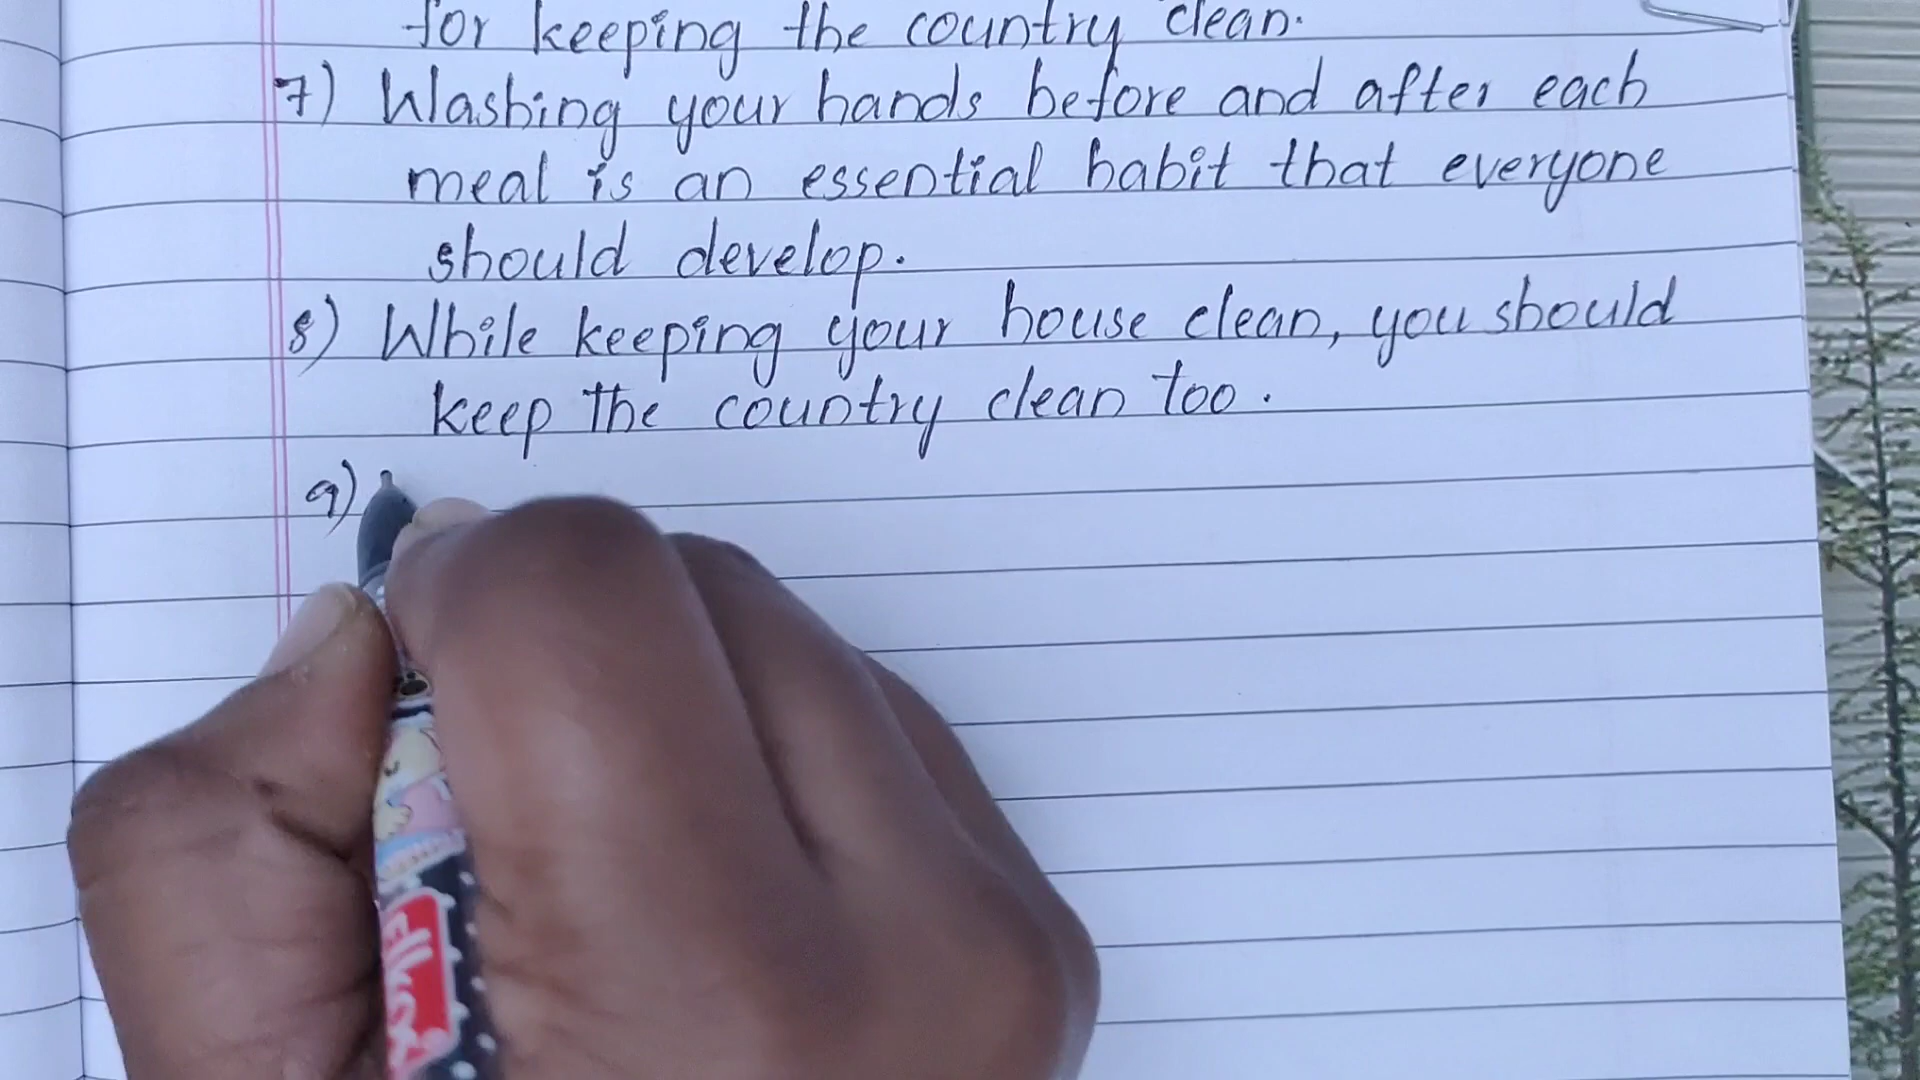 for keeping the country clean.
7) Washing your hands before and after each
meal is an essential habit that everyone
should develop.
8) While keeping your house clean, you should
keep the country clean too.
9)